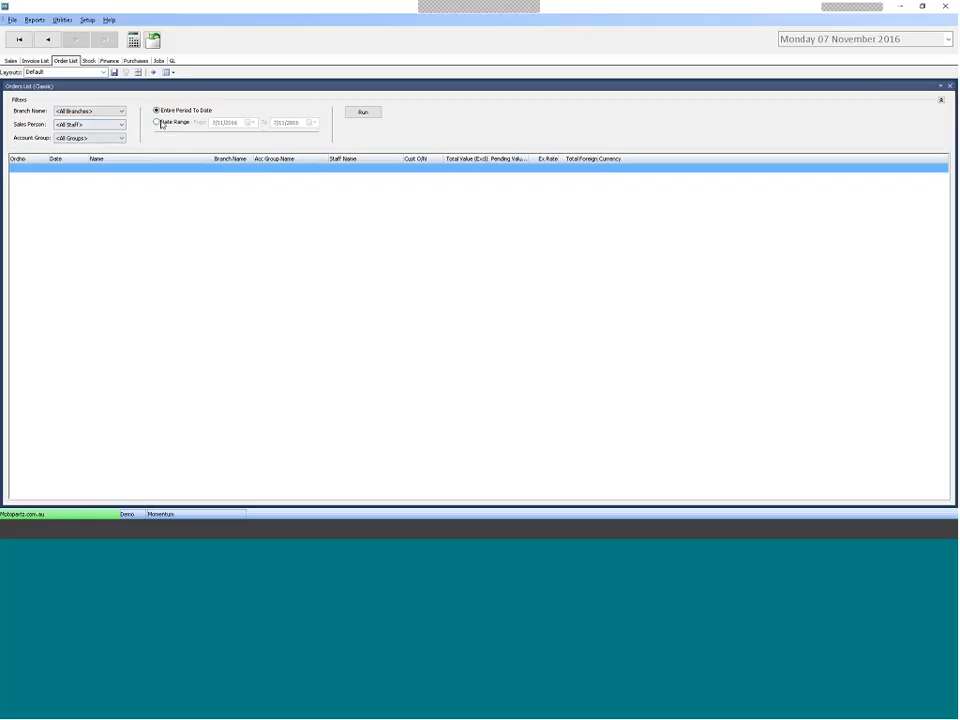 File Reports Utilities Setup Help
Monday 07 November 2016
Sales Invoice List Order List Stock Finance Purchases Jobs GL
Layouts: Default
Orders List (Classic)
Filters
Branch Name: <All Branches> Entire Period To Date Run
Sales Person: <All Staff> Date Range From 7/11/2016 To 7/11/2016
Account Group: <All Groups>
Ordno Date Name Branch Name Acc Group Name Staff Name Cust O/N Total Value (Excl) Pending Valu... Ex Rate Total Foreign Currency
Motopartz.com.au Demo Momentum